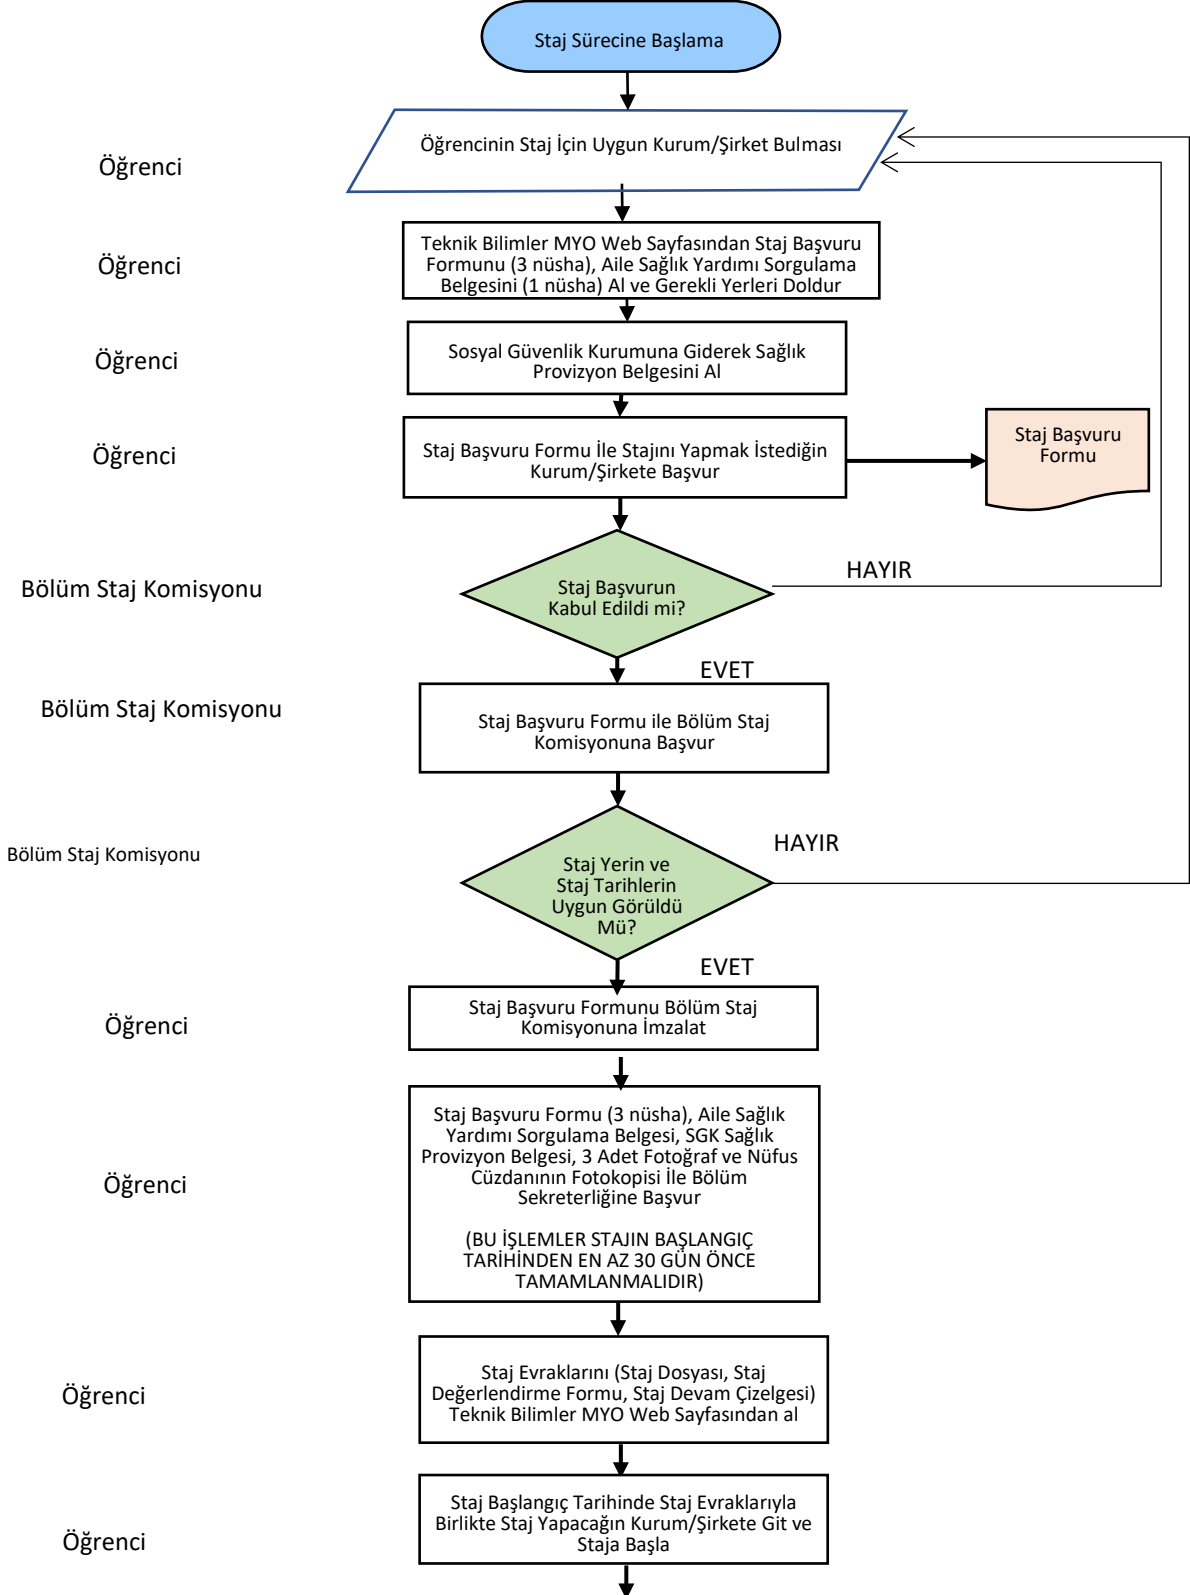 Staj Sürecine Başlama
Öğrenci
Öğrencinin Staj İçin Uygun Kurum/Şirket Bulması
Öğrenci
Teknik Bilimler MYO Web Sayfasından Staj Başvuru
Formunu (3 nüsha), Aile Sağlık Yardımı Sorgulama
Belgesini (1 nüsha) Al ve Gerekli Yerleri Doldur
Öğrenci
Sosyal Güvenlik Kurumuna Giderek Sağlık
Provizyon Belgesini Al
Öğrenci
Staj Başvuru Formu İle Stajını Yapmak İstediğin
Kurum/Şirkete Başvur
Staj Başvuru
Formu
Bölüm Staj Komisyonu
Staj Başvurun
Kabul Edildi mi?
HAYIR
EVET
Bölüm Staj Komisyonu
Staj Başvuru Formu ile Bölüm Staj
Komisyonuna Başvur
Bölüm Staj Komisyonu
Staj Yerin ve
Staj Tarihlerin
Uygun Görüldü
Mü?
HAYIR
EVET
Öğrenci
Staj Başvuru Formunu Bölüm Staj
Komisyonuna İmzalat
Öğrenci
Staj Başvuru Formu (3 nüsha), Aile Sağlık
Yardımı Sorgulama Belgesi, SGK Sağlık
Provizyon Belgesi, 3 Adet Fotoğraf ve Nüfus
Cüzdanının Fotokopisi İle Bölüm
Sekreterliğine Başvur
(BU İŞLEMLER STAJIN BAŞLANGIÇ
TARİHİNDEN EN AZ 30 GÜN ÖNCE
TAMAMLANMALIDIR)
Öğrenci
Staj Evraklarını (Staj Dosyası, Staj
Değerlendirme Formu, Staj Devam Çizelgesi)
Teknik Bilimler MYO Web Sayfasından al
Öğrenci
Staj Başlangıç Tarihinde Staj Evraklarıyla
Birlikte Staj Yapacağın Kurum/Şirkete Git ve
Staja Başla